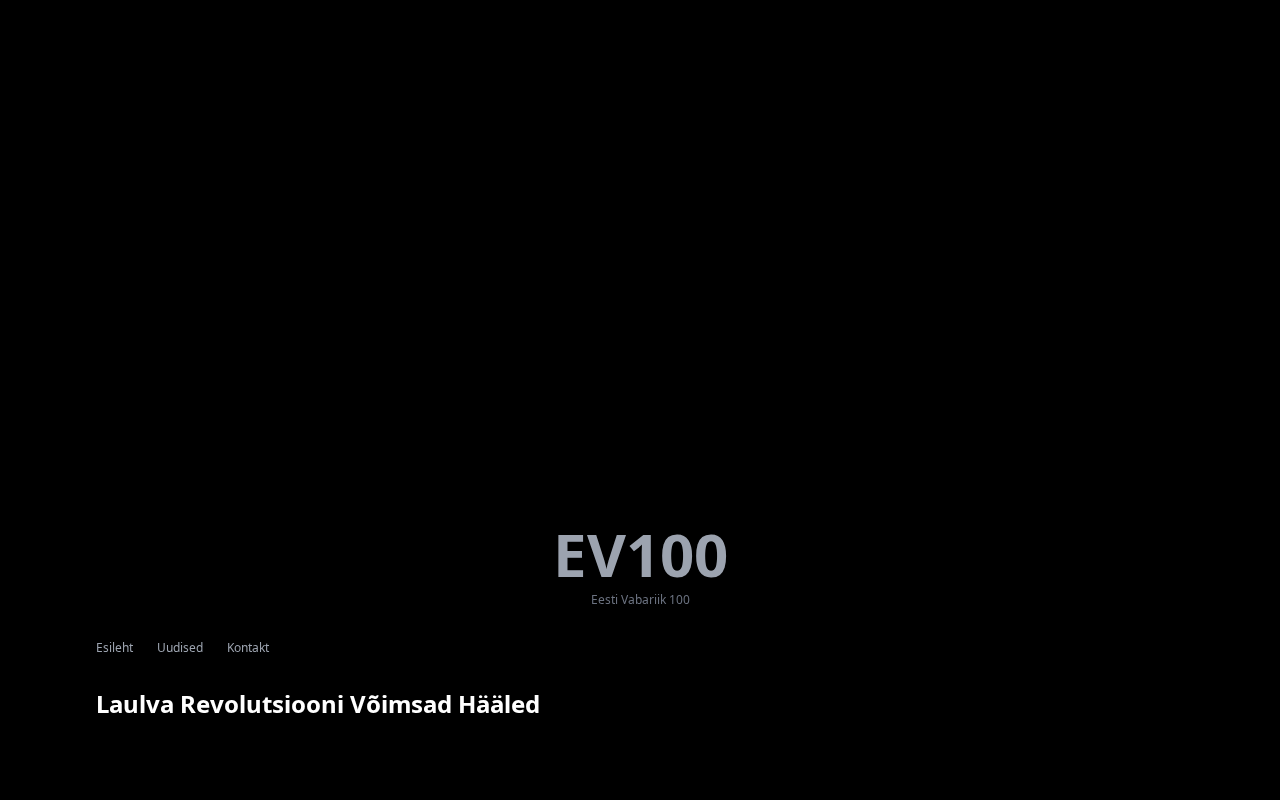 EV100
Eesti Vabariik 100
Esileht Uudised Kontakt
Laulva Revolutsiooni Võimsad Hääled